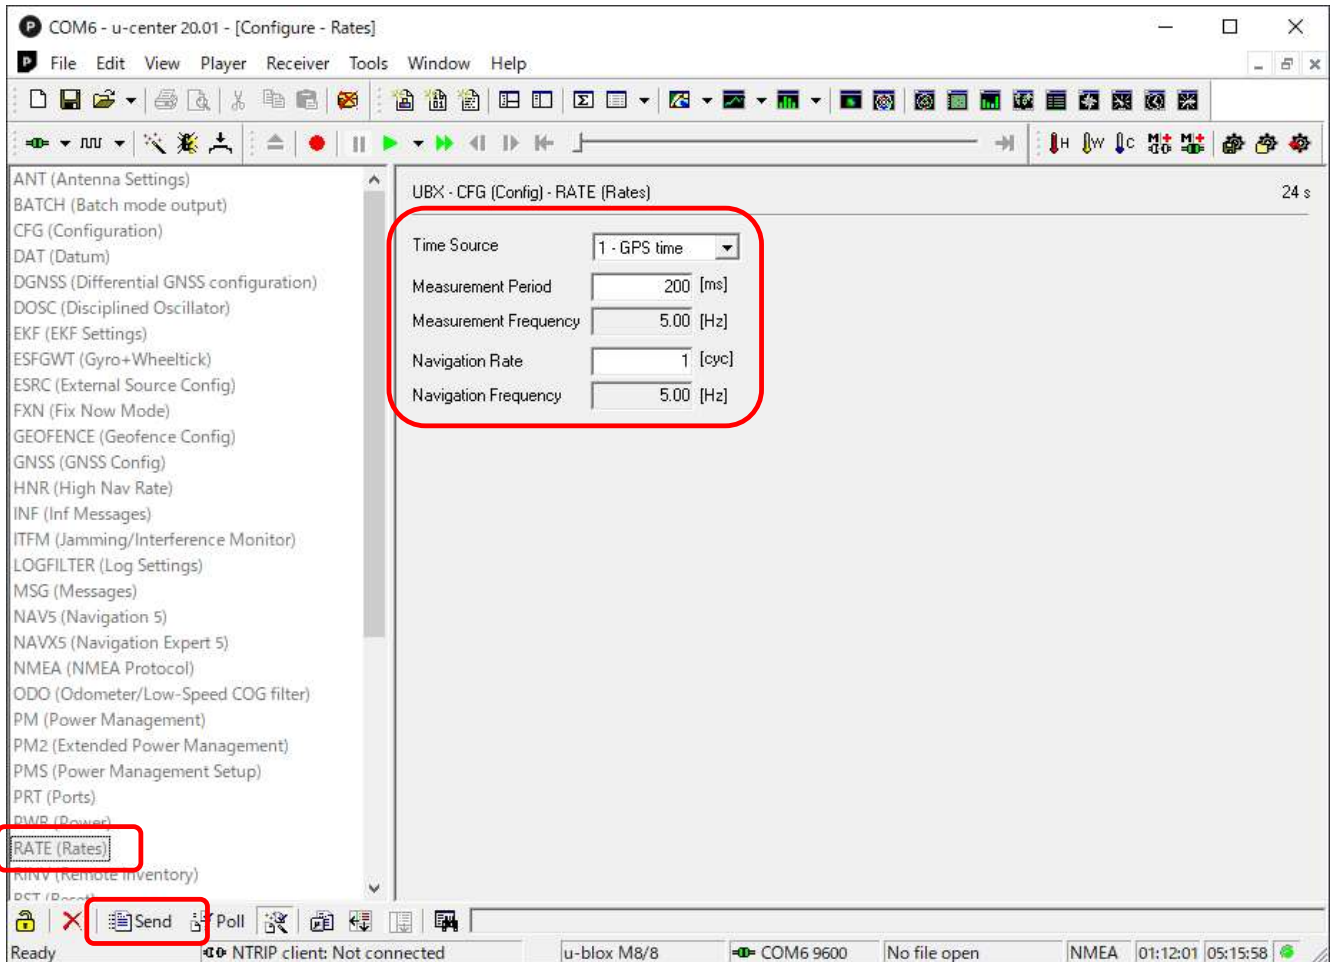 COM6 - u-center 20.01 - [Configure - Rates]
File Edit View Player Receiver Tools Window Help
ANT (Antenna Settings)
BATCH (Batch mode output)
CFG (Configuration)
DAT (Datum)
DGNSS (Differential GNSS configuration)
DOSC (Disciplined Oscillator)
EKF (EKF Settings)
ESFGWT (Gyro+Wheeltick)
ESRC (External Source Config)
FXN (Fix Now Mode)
GEOFENCE (Geofence Config)
GNSS (GNSS Config)
HNR (High Nav Rate)
INF (Inf Messages)
ITFM (Jamming/Interference Monitor)
LOGFILTER (Log Settings)
MSG (Messages)
NAV5 (Navigation 5)
NAVX5 (Navigation Expert 5)
NMEA (NMEA Protocol)
ODO (Odometer/Low-Speed COG filter)
PM (Power Management)
PM2 (Extended Power Management)
PMS (Power Management Setup)
PRT (Ports)
PWR (Power)
RATE (Rates)
RINV (Remote Inventory)
RST (Reset)
UBX - CFG (Config) - RATE (Rates) 24 s
Time Source 1 - GPS time
Measurement Period 200 [ms]
Measurement Frequency 5.00 [Hz]
Navigation Rate 1 [cyc]
Navigation Frequency 5.00 [Hz]
Send Poll
Ready NTRIP client: Not connected u-blox M8/8 COM6 9600 No file open NMEA 01:12:01 05:15:58